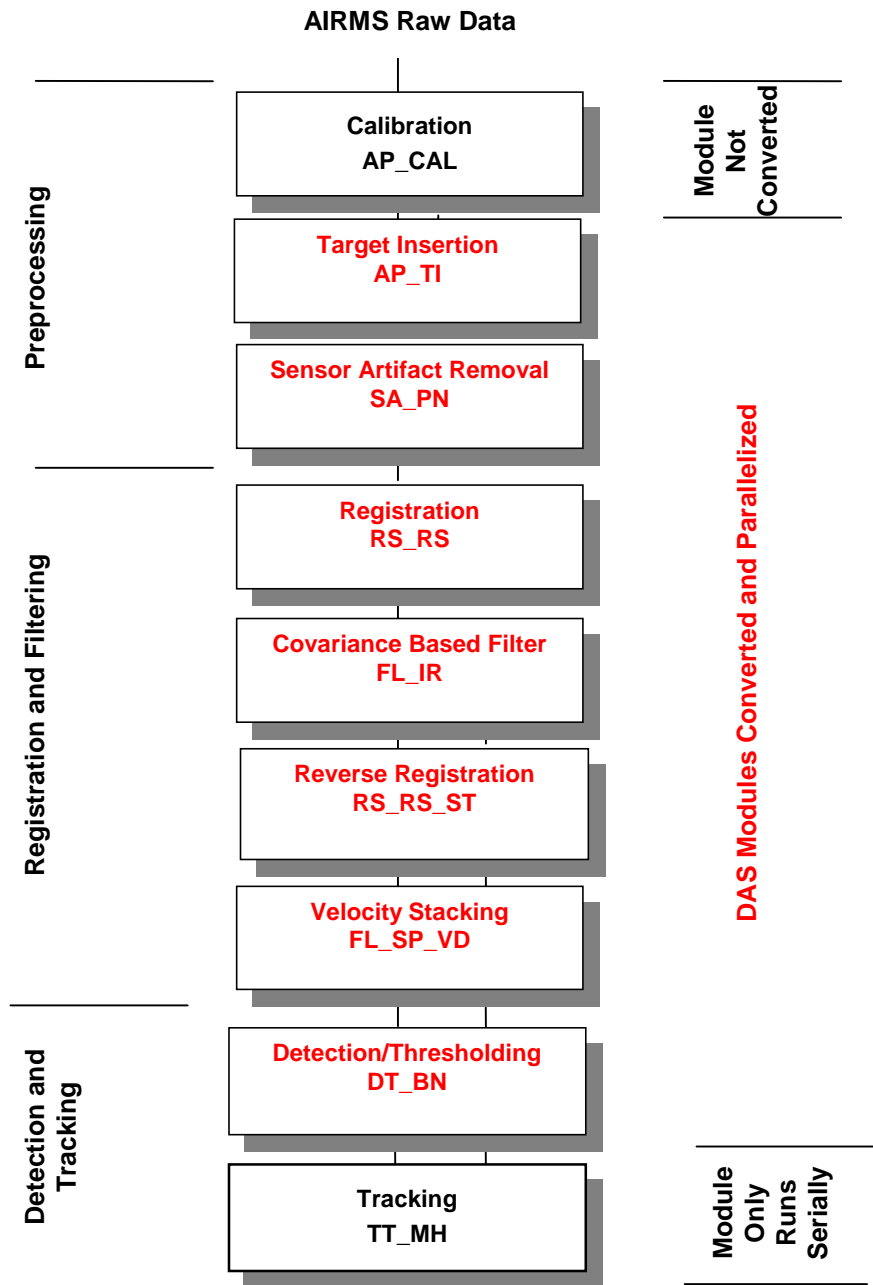 AIRMS Raw Data
Preprocessing
Calibration
AP_CAL
Module
Not
Converted
Target Insertion
AP_TI
Sensor Artifact Removal
SA_PN
Registration and Filtering
Registration
RS_RS
Covariance Based Filter
FL_IR
Reverse Registration
RS_RS_ST
Velocity Stacking
FL_SP_VD
DAS Modules Converted and Parallelized
Detection and
Tracking
Detection/Thresholding
DT_BN
Tracking
TT_MH
Module
Only
Runs
Serially